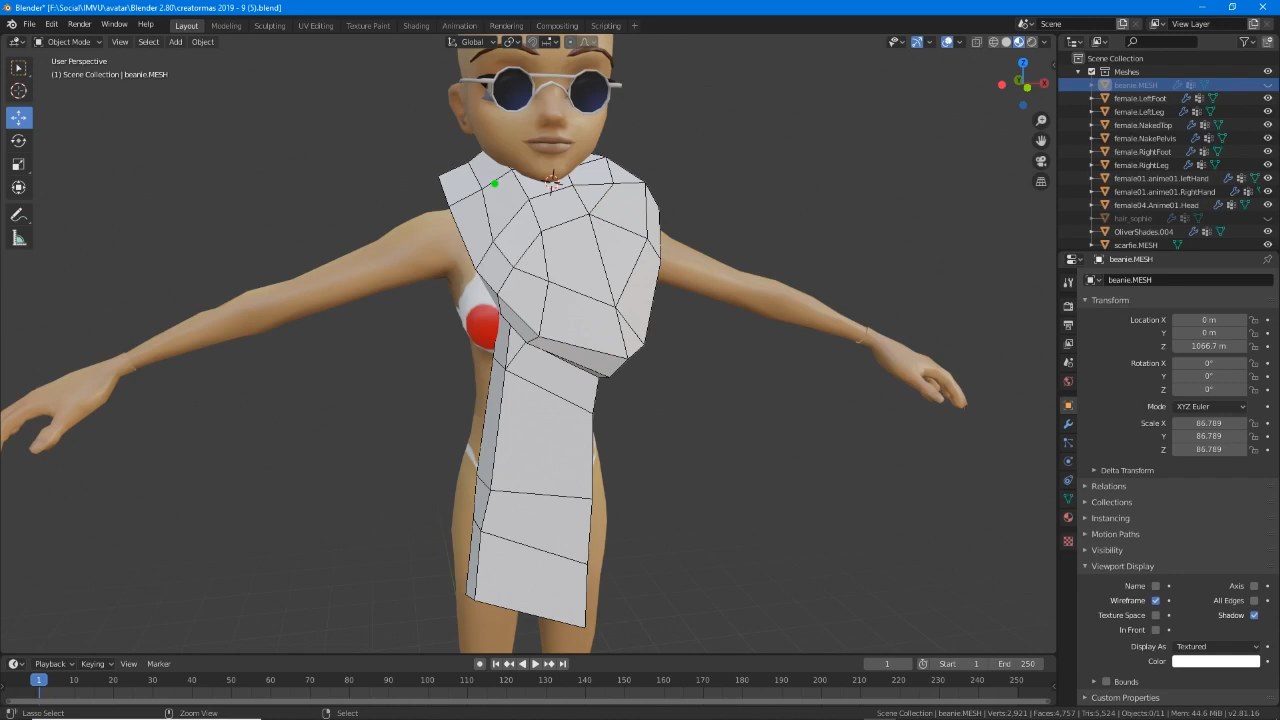 Blender* [F:\Social\IMVU\avatar\Blender 2.80\creatormas 2019 - 9 (5).blend]
File Edit Render Window Help Layout Modeling Sculpting UV Editing Texture Paint Shading Animation Rendering Compositing Scripting + Scene View Layer
Object Mode View Select Add Object Global
User Perspective
(1) Scene Collection | beanie.MESH
X
Scene Collection
Meshes
beanie.MESH
female.LeftFoot
female.LeftLeg
female.NakedTop
female.NakePelvis
female.RightFoot
female.RightLeg
female01.anime01.leftHand
female01.anime01.RightHand
female04.Anime01.Head
hair_sophie
OliverShades.004
scarfie.MESH
beanie.MESH
beanie.MESH
Transform
Location X 0 m
Y 0 m
Z 1066.7 m
Rotation X 0°
Y 0°
Z 0°
Mode XYZ Euler
Scale X 86.789
Y 86.789
Z 86.789
Delta Transform
Relations
Collections
Instancing
Motion Paths
Visibility
Viewport Display
Name Axis
Wireframe All Edges
Texture Space Shadow
In Front
Display As Textured
Color
Bounds
Custom Properties
Playback Keying View Marker 1 Start 1 End 250
1 10 20 30 40 50 60 70 80 90 100 110 120 130 140 150 160 170 180 190 200 210 220 230 240 250
Lasso Select Zoom View Select Scene Collection | beanie.MESH | Verts:2,921 | Faces:4,757 | Tris:5,524 | Objects:0/11 | Mem: 44.6 MiB | v2.81.16